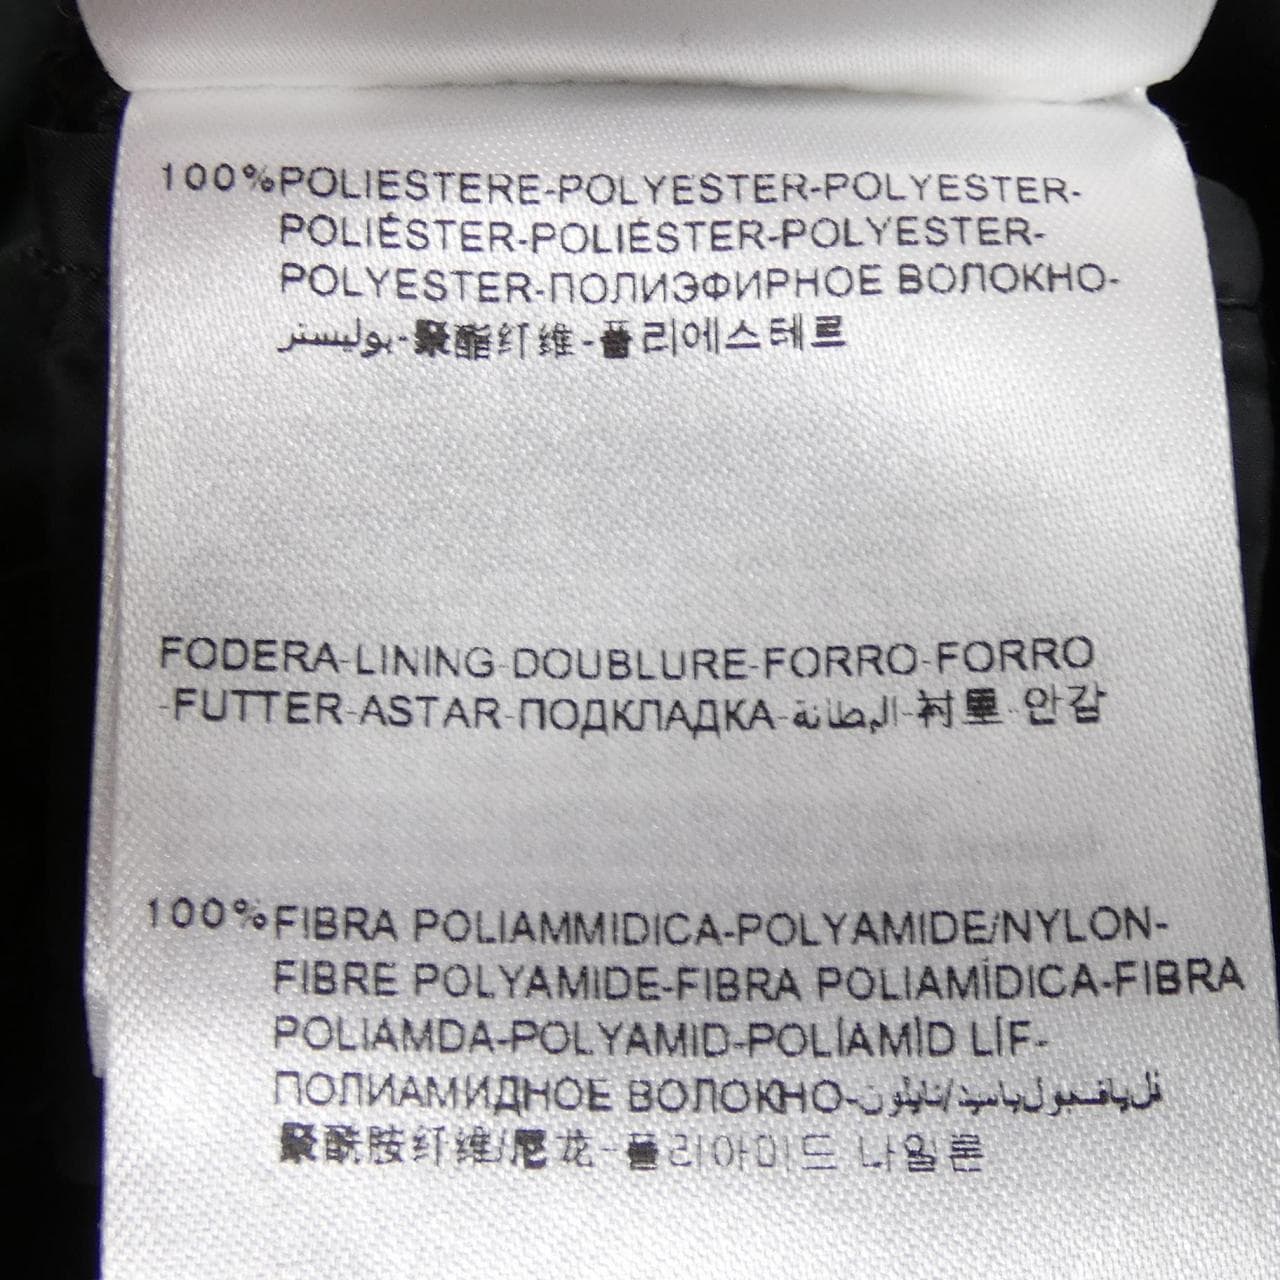 100%POLIESTERE-POLYESTER-POLYESTER-
POLIÉSTER-POLIÉSTER-POLYESTER-
POLYESTER-ПОЛИЭФИРНОЕ ВОЛОКНО-
بوليستر-聚酯纤维-폴리에스테르
FODERA-LINING-DOUBLURE-FORRO-FORRO
-FUTTER-ASTAR-ПОДКЛАДКА-البطانة-衬里-안감
100%FIBRA POLIAMMIDICA-POLYAMIDE/NYLON-
FIBRE POLYAMIDE-FIBRA POLIAMÍDICA-FIBRA
POLIAMDA-POLYAMID-POLİAMİD LİF-
ПОЛИАМИДНОЕ ВОЛОКНО-
聚酰胺纤维/尼龙-폴리아미드 나일론